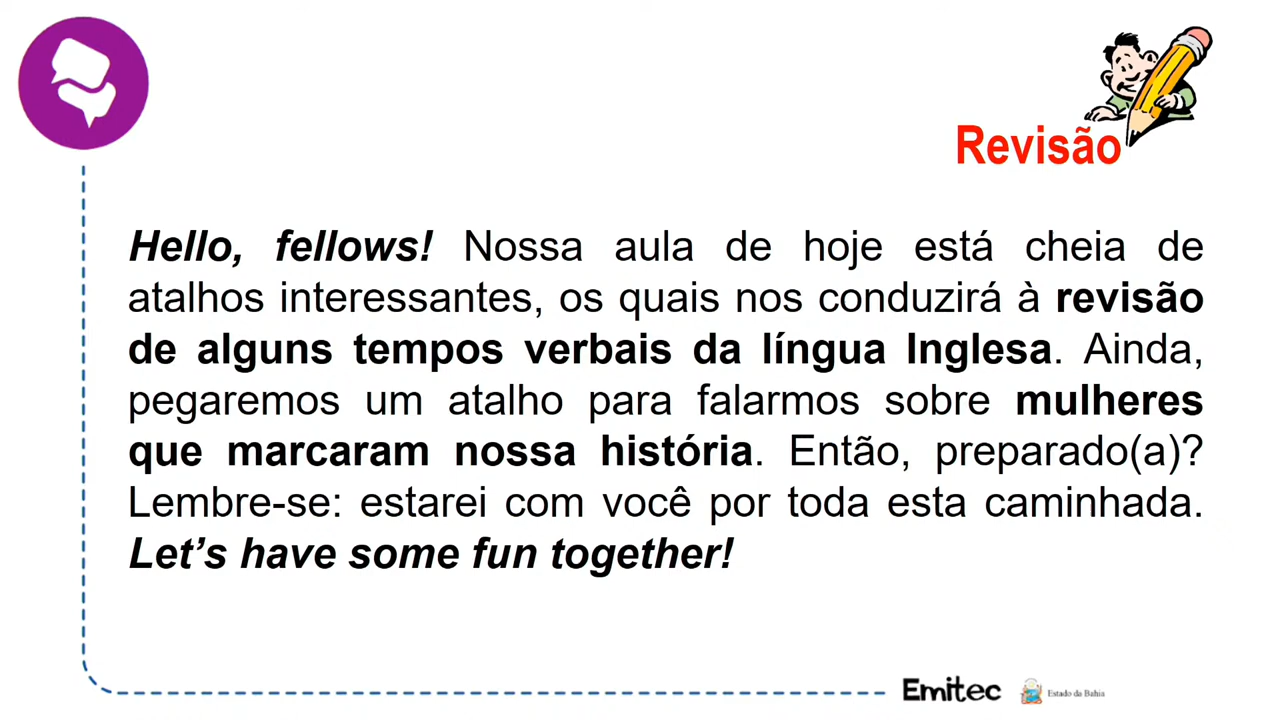 Revisão
Hello, fellows! Nossa aula de hoje está cheia de
atalhos interessantes, os quais nos conduzirá à revisão
de alguns tempos verbais da língua Inglesa. Ainda,
pegaremos um atalho para falarmos sobre mulheres
que marcaram nossa história. Então, preparado(a)?
Lembre-se: estarei com você por toda esta caminhada.
Let's have some fun together!
Emitec
Estado da Bahia